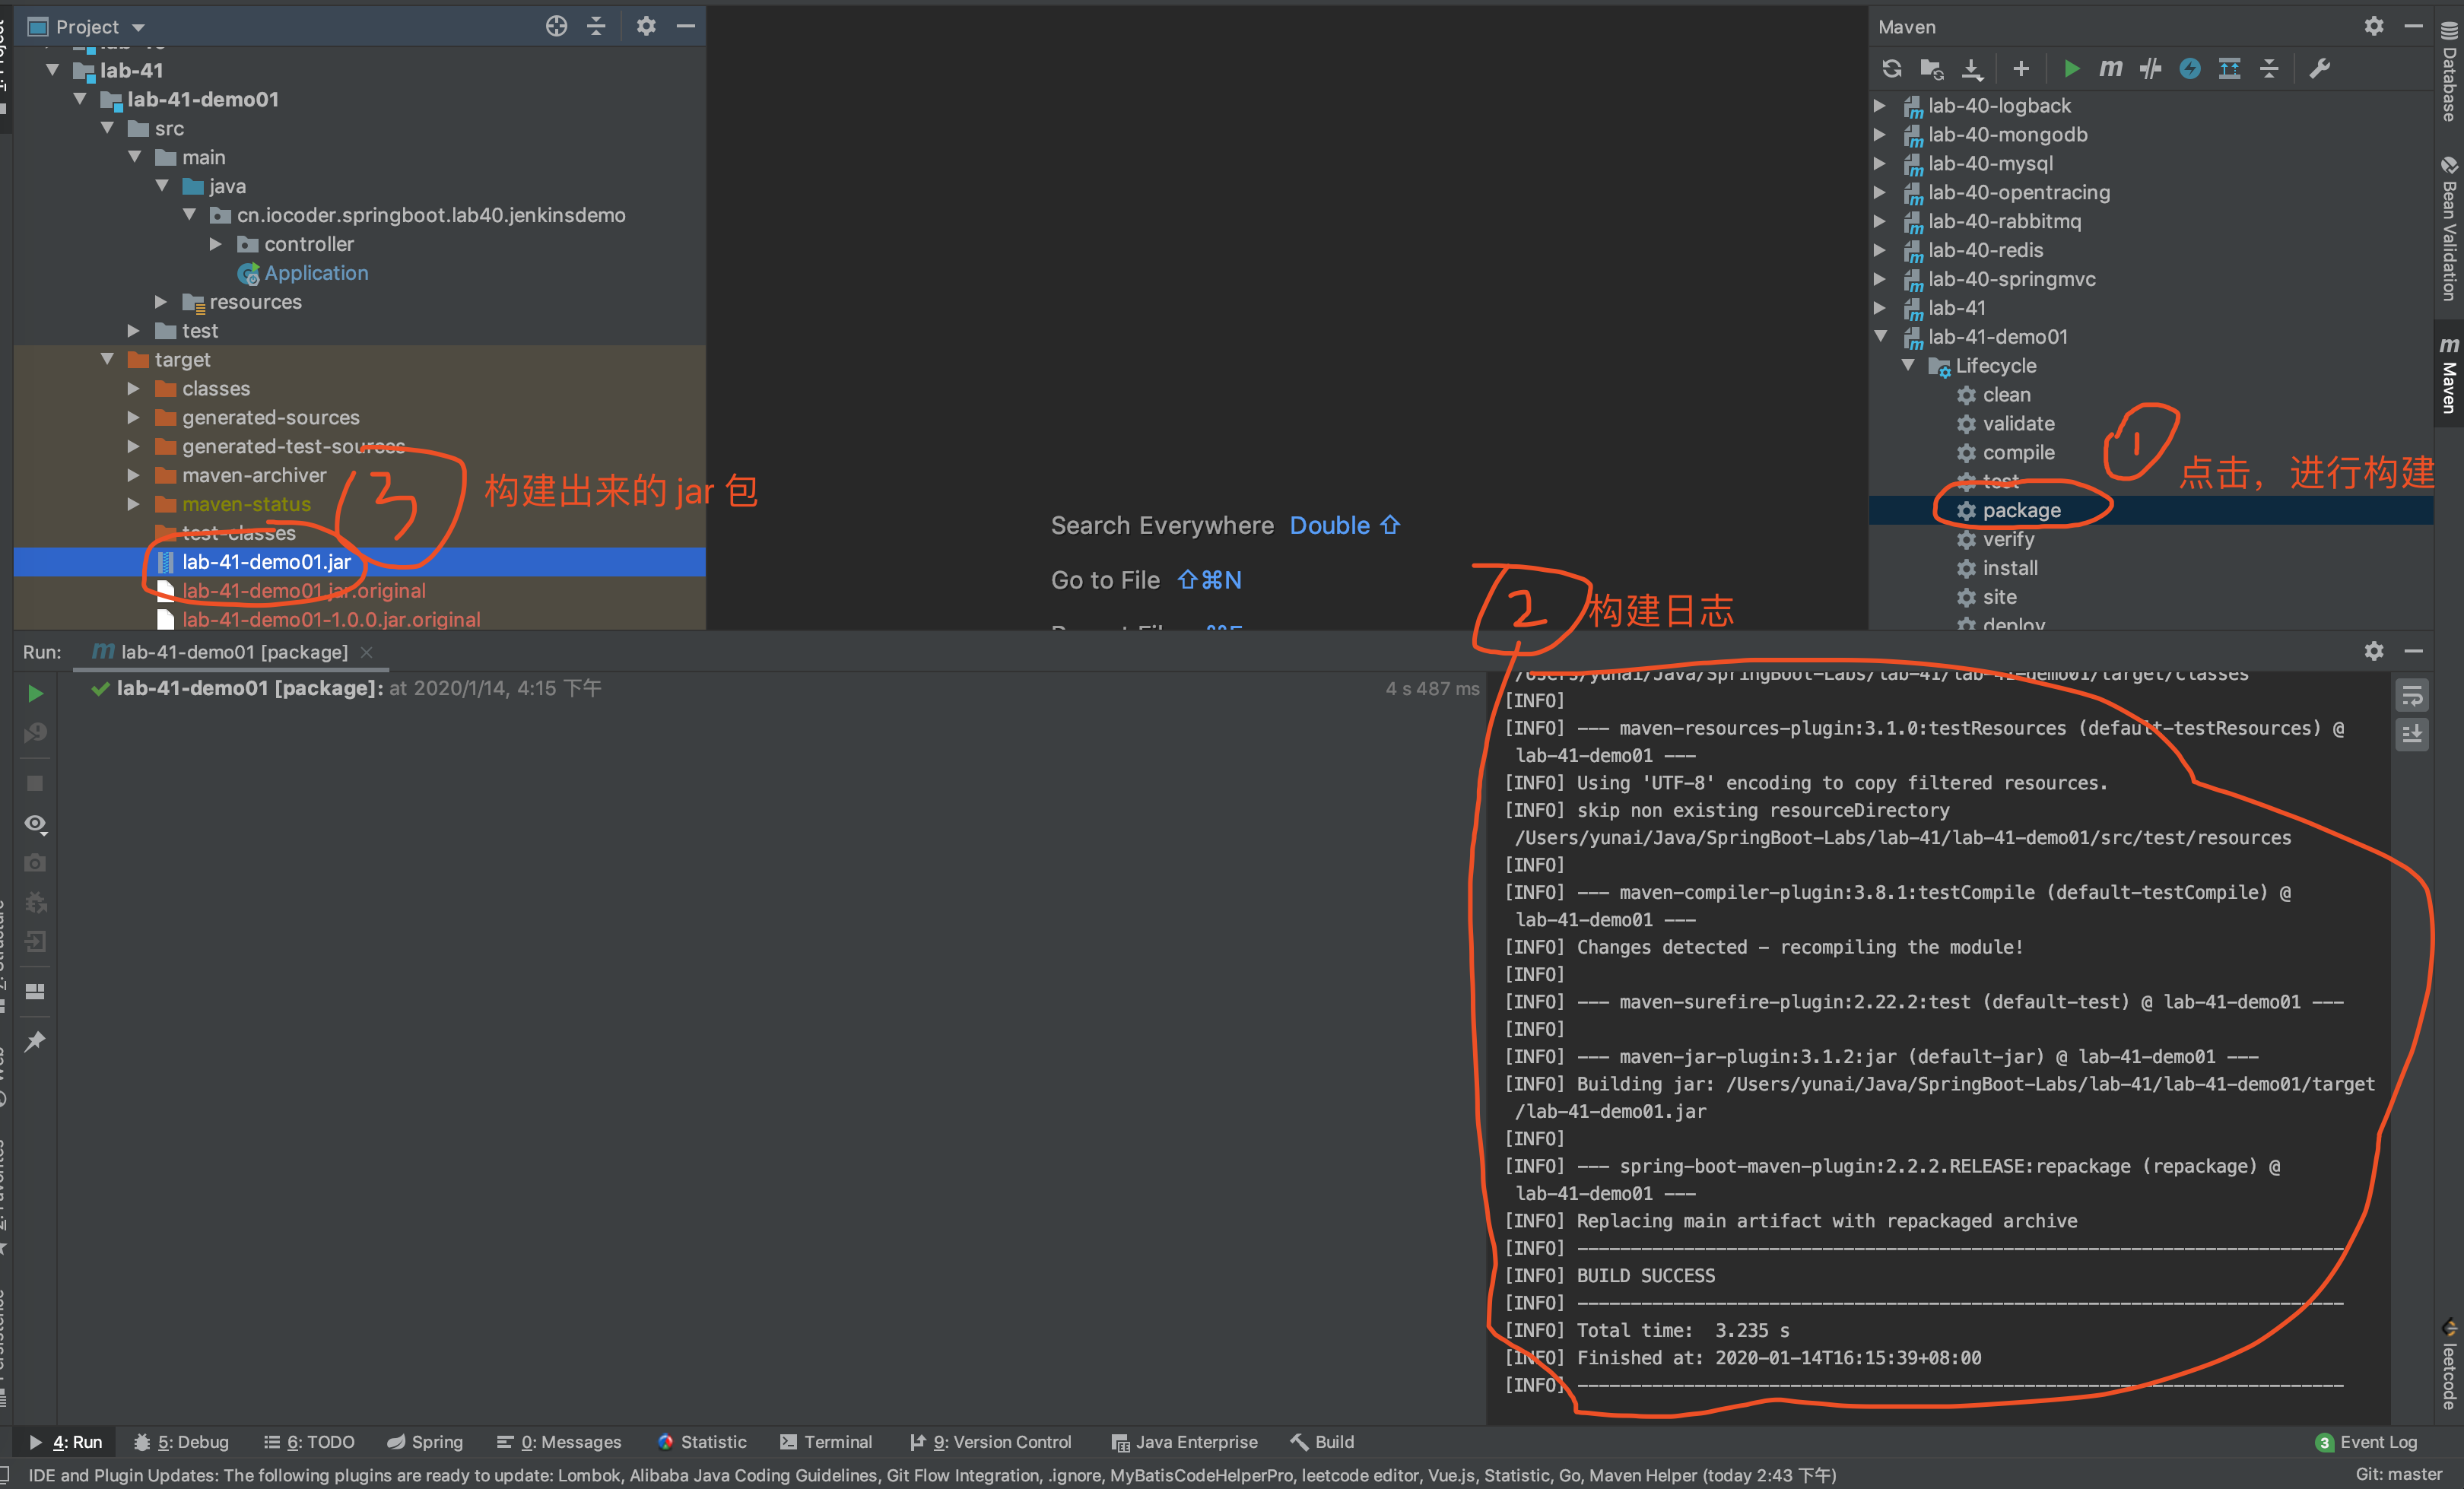 Project
lab-41
lab-41-demo01
src
main
java
cn.iocoder.springboot.lab40.jenkinsdemo
controller
Application
resources
test
target
classes
generated-sources
generated-test-sources
maven-archiver
maven-status
test-classes
lab-41-demo01.jar
lab-41-demo01.jar.original
lab-41-demo01-1.0.0.jar.original
3 构建出来的 jar 包
Search Everywhere Double ⇧
Go to File ⇧⌘N
Maven
lab-40-logback
lab-40-mongodb
lab-40-mysql
lab-40-opentracing
lab-40-rabbitmq
lab-40-redis
lab-40-springmvc
lab-41
lab-41-demo01
Lifecycle
clean
validate
compile
test
package
verify
install
site
deploy
1 点击，进行构建
2 构建日志
Database
Bean Validation
Maven
leetcode
Run: lab-41-demo01 [package]
lab-41-demo01 [package]: at 2020/1/14, 4:15 下午 4 s 487 ms
/Users/yunai/Java/SpringBoot-Labs/lab-41/lab-41-demo01/target/classes
[INFO]
[INFO] --- maven-resources-plugin:3.1.0:testResources (default-testResources) @
lab-41-demo01 ---
[INFO] Using 'UTF-8' encoding to copy filtered resources.
[INFO] skip non existing resourceDirectory
/Users/yunai/Java/SpringBoot-Labs/lab-41/lab-41-demo01/src/test/resources
[INFO]
[INFO] --- maven-compiler-plugin:3.8.1:testCompile (default-testCompile) @
lab-41-demo01 ---
[INFO] Changes detected - recompiling the module!
[INFO]
[INFO] --- maven-surefire-plugin:2.22.2:test (default-test) @ lab-41-demo01 ---
[INFO]
[INFO] --- maven-jar-plugin:3.1.2:jar (default-jar) @ lab-41-demo01 ---
[INFO] Building jar: /Users/yunai/Java/SpringBoot-Labs/lab-41/lab-41-demo01/target
/lab-41-demo01.jar
[INFO]
[INFO] --- spring-boot-maven-plugin:2.2.2.RELEASE:repackage (repackage) @
lab-41-demo01 ---
[INFO] Replacing main artifact with repackaged archive
[INFO] ------------------------------------------------------------------------
[INFO] BUILD SUCCESS
[INFO] ------------------------------------------------------------------------
[INFO] Total time:  3.235 s
[INFO] Finished at: 2020-01-14T16:15:39+08:00
[INFO] ------------------------------------------------------------------------
4: Run 5: Debug 6: TODO Spring 0: Messages Statistic Terminal 9: Version Control Java Enterprise Build 3 Event Log
IDE and Plugin Updates: The following plugins are ready to update: Lombok, Alibaba Java Coding Guidelines, Git Flow Integration, .ignore, MyBatisCodeHelperPro, leetcode editor, Vue.js, Statistic, Go, Maven Helper (today 2:43 下午) Git: master